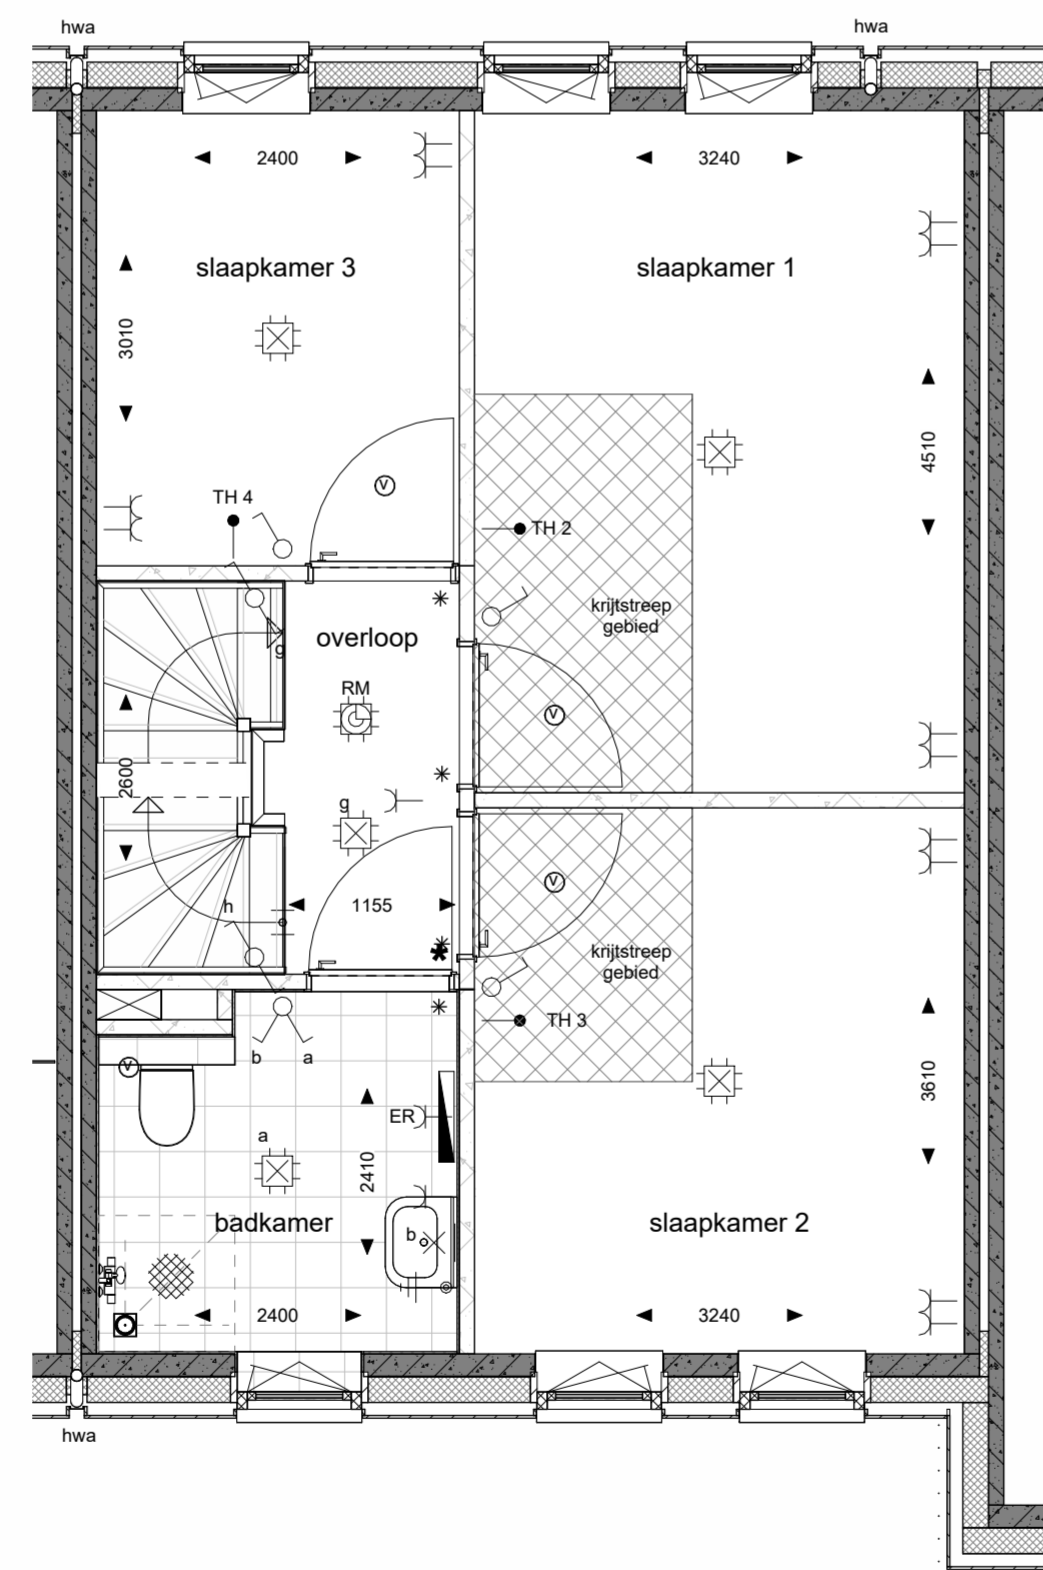 hwa
hwa
2400
3240
slaapkamer 3
slaapkamer 1
3010
4510
TH 4
V
TH 2
krijtstreep
gebied
overloop
g
RM
V
2600
g
V
h
1155
krijtstreep
gebied
TH 3
b
a
V
3610
ER
a
2410
badkamer
slaapkamer 2
b
2400
3240
hwa